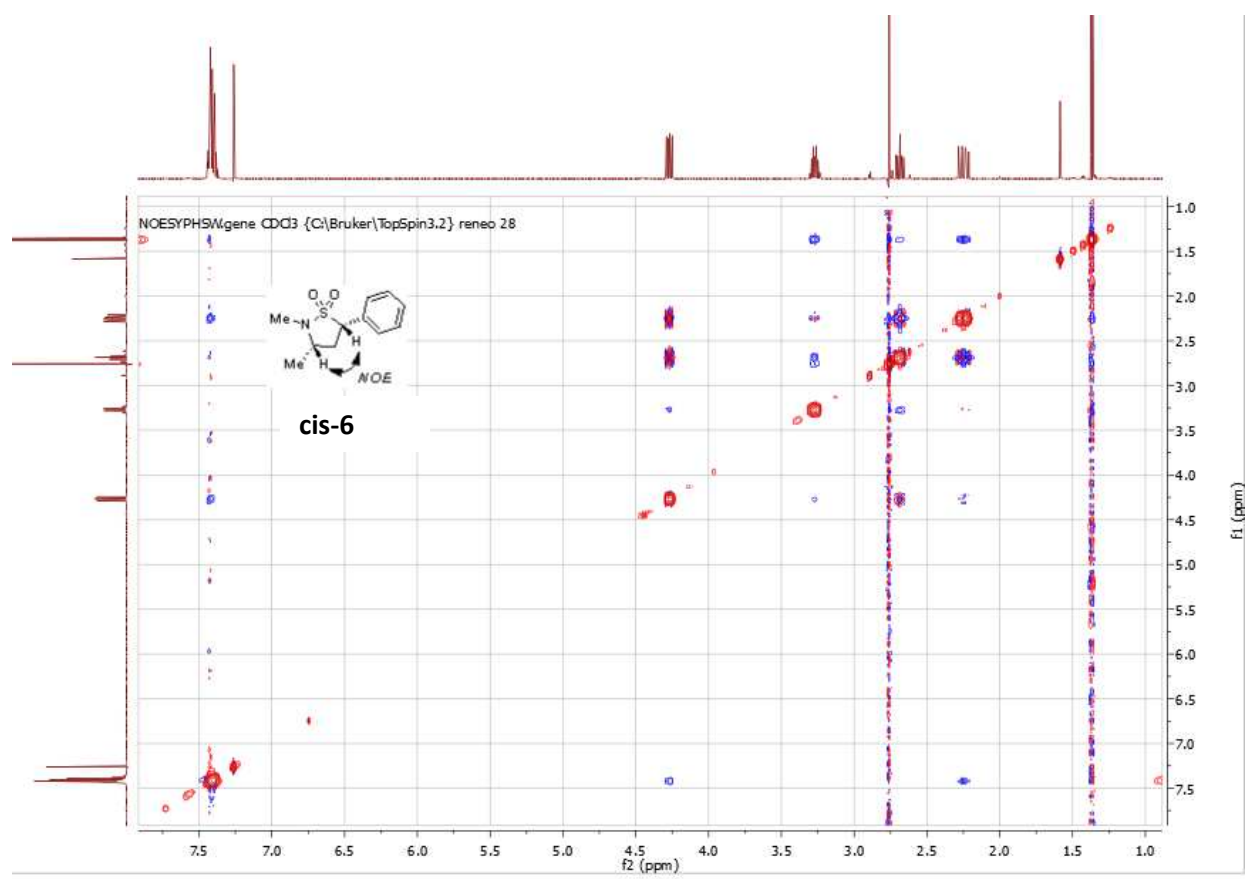 NOESYPHSW.gene CDCl3 {C:\Bruker\TopSpin3.2} reneo 28
O O
S
Me N
H
Me H
NOE
cis-6
1.0
1.5
2.0
2.5
3.0
3.5
4.0
4.5
5.0
5.5
6.0
6.5
7.0
7.5
f1 (ppm)
7.5 7.0 6.5 6.0 5.5 5.0 4.5 4.0 3.5 3.0 2.5 2.0 1.5 1.0
f2 (ppm)